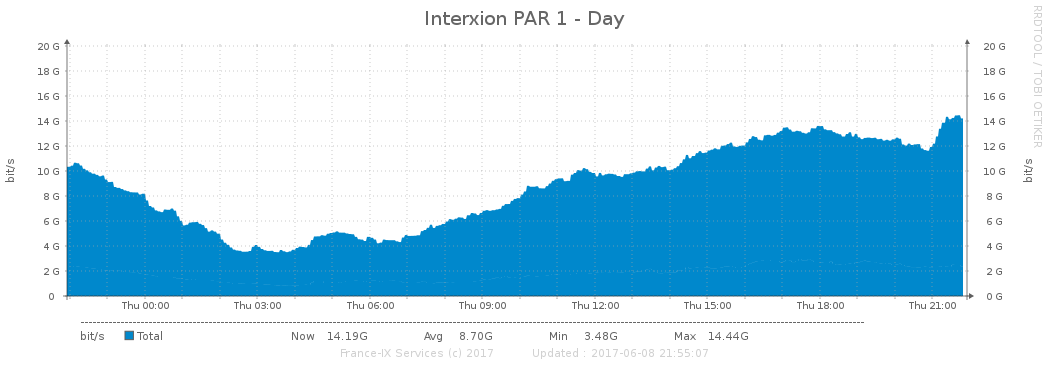 Interxion PAR 1 - Day
RRDTOOL / TOBI OETIKER
20 G 20 G
18 G 18 G
16 G 16 G
14 G 14 G
12 G 12 G
10 G 10 G
8 G 8 G
6 G 6 G
4 G 4 G
2 G 2 G
0 0 G
bit/s
bit/s
Thu 00:00 Thu 03:00 Thu 06:00 Thu 09:00 Thu 12:00 Thu 15:00 Thu 18:00 Thu 21:00
bit/s Total Now 14.19G Avg 8.70G Min 3.48G Max 14.44G
France-IX Services (c) 2017 Updated : 2017-06-08 21:55:07